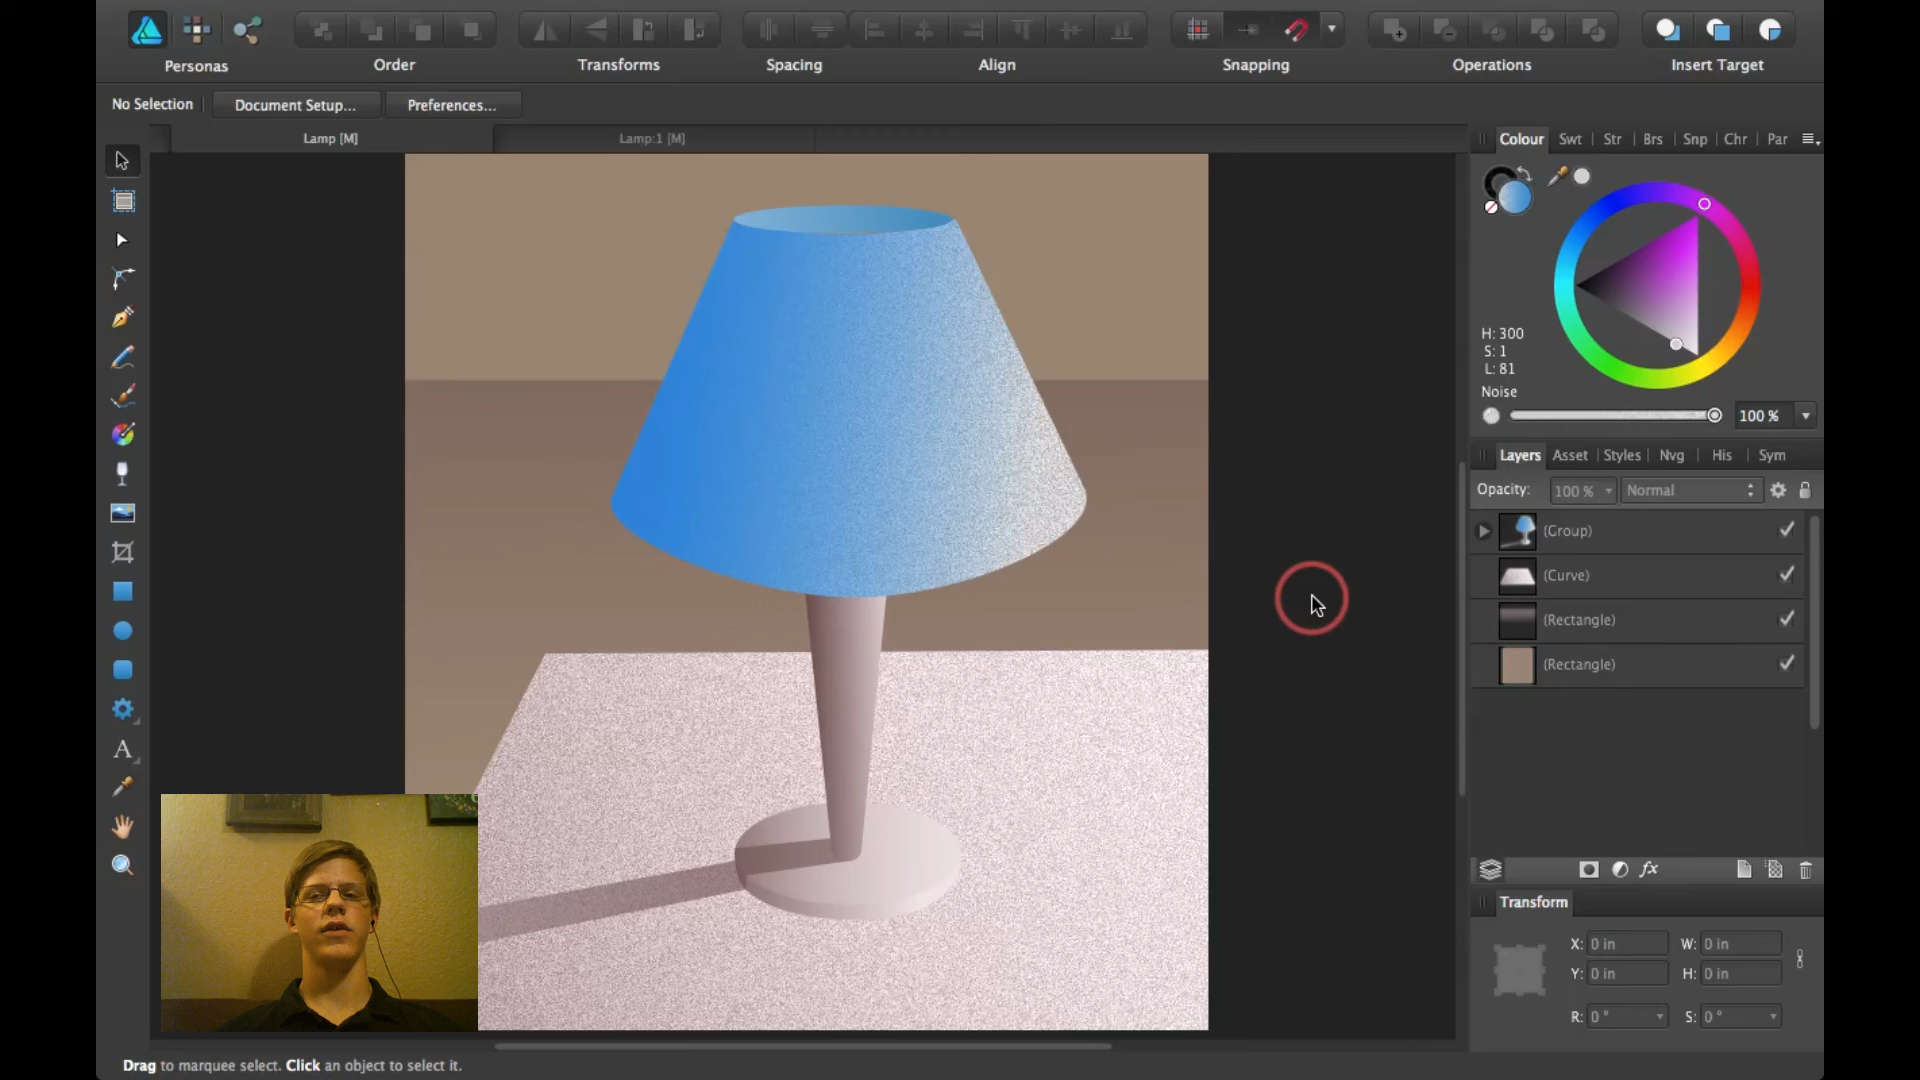 Personas Order Transforms Spacing Align Snapping Operations Insert Target
No Selection Document Setup... Preferences...
Lamp [M] Lamp:1 [M]
Colour Swt Str Brs Snp Chr Par
H: 300
S: 1
L: 81
Noise
100 %
Layers Asset Styles Nvg His Sym
Opacity: 100 % Normal
(Group)
(Curve)
(Rectangle)
(Rectangle)
fx
Transform
X: 0 in W: 0 in
Y: 0 in H: 0 in
R: 0 ° S: 0 °
Drag to marquee select. Click an object to select it.